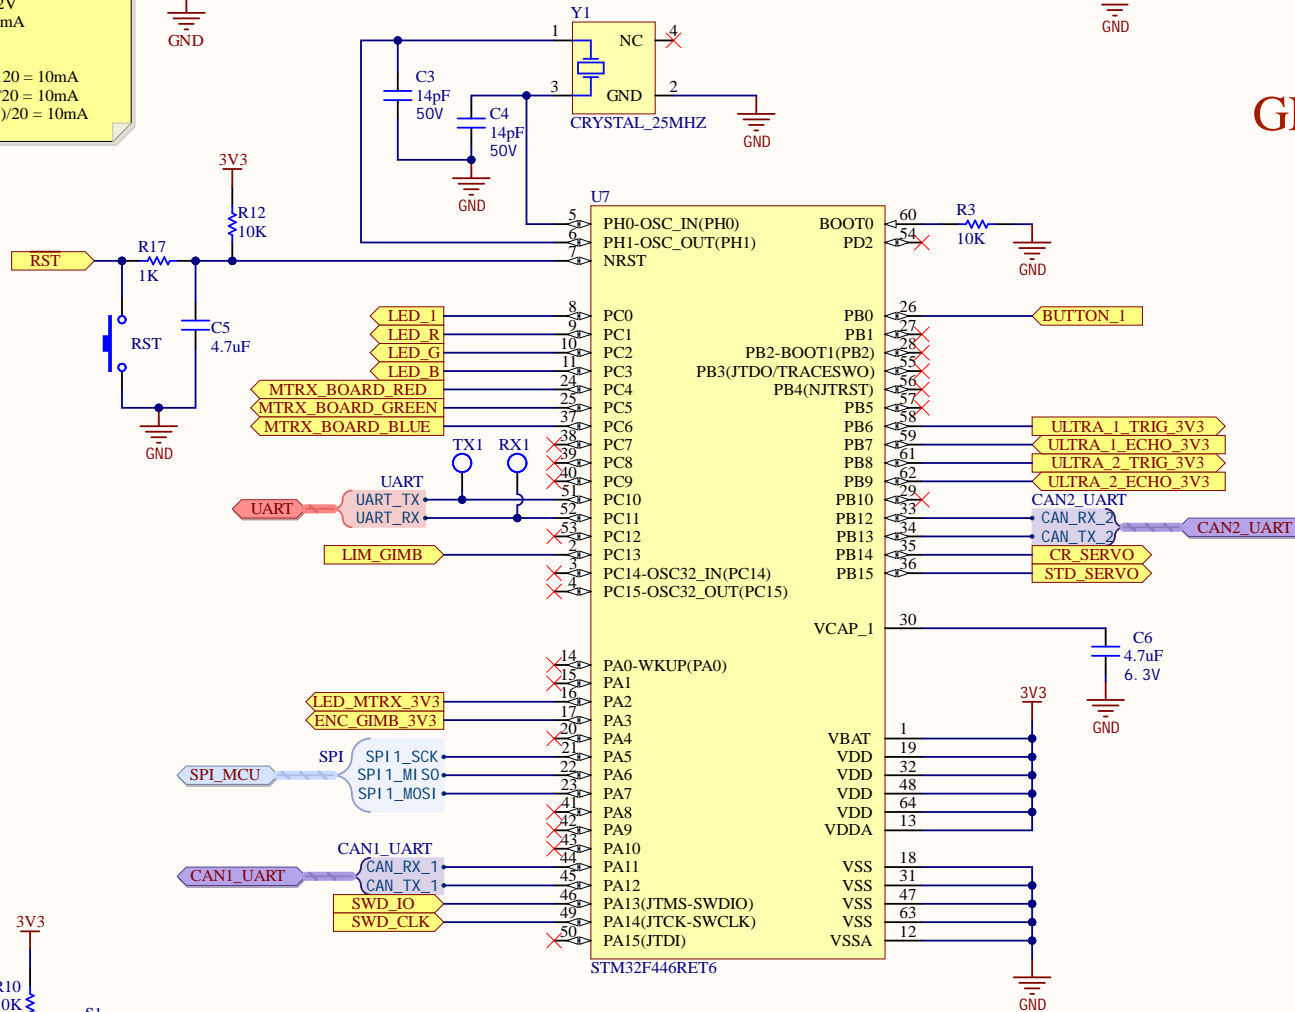 2V
mA
20 = 10mA
/20 = 10mA
)/20 = 10mA
GND
GND
Y1
1
NC
4
3
GND
2
CRYSTAL_25MHZ
GND
C3
14pF
50V
C4
14pF
50V
GND
3V3
R12
10K
RST
R17
1K
RST
C5
4.7uF
GND
U7
5 PH0-OSC_IN(PH0)
6 PH1-OSC_OUT(PH1)
7 NRST
LED_1 8 PC0
LED_R 9 PC1
LED_G 10 PC2
LED_B 11 PC3
MTRX_BOARD_RED 24 PC4
MTRX_BOARD_GREEN 25 PC5
MTRX_BOARD_BLUE 37 PC6
38 PC7
TX1 RX1
39 PC8
40 PC9
UART
UART
UART_TX 51 PC10
UART_RX 52 PC11
53 PC12
LIM_GIMB 2 PC13
3 PC14-OSC32_IN(PC14)
4 PC15-OSC32_OUT(PC15)
14 PA0-WKUP(PA0)
15 PA1
LED_MTRX_3V3 16 PA2
ENC_GIMB_3V3 17 PA3
20 PA4
SPI_MCU
SPI
SPI1_SCK 21 PA5
SPI1_MISO 22 PA6
SPI1_MOSI 23 PA7
41 PA8
42 PA9
43 PA10
CAN1_UART
CAN1_UART
CAN_RX_1 44 PA11
CAN_TX_1 45 PA12
SWD_IO 46 PA13(JTMS-SWDIO)
SWD_CLK 49 PA14(JTCK-SWCLK)
50 PA15(JTDI)
STM32F446RET6
BOOT0 60
R3
10K
GND
PD2 54
PB0 26 BUTTON_1
PB1 27
PB2-BOOT1(PB2) 28
PB3(JTDO/TRACESWO) 55
PB4(NJTRST) 56
PB5 57
PB6 58 ULTRA_1_TRIG_3V3
PB7 59 ULTRA_1_ECHO_3V3
PB8 61 ULTRA_2_TRIG_3V3
PB9 62 ULTRA_2_ECHO_3V3
PB10 29
CAN2_UART
PB12 33 CAN_RX_2
PB13 34 CAN_TX_2
CAN2_UART
PB14 35 CR_SERVO
PB15 36 STD_SERVO
VCAP_1 30
C6
4.7uF
6.3V
GND
3V3
VBAT 1
VDD 19
VDD 32
VDD 48
VDD 64
VDDA 13
VSS 18
VSS 31
VSS 47
VSS 63
VSSA 12
GND
3V3
R10
0K